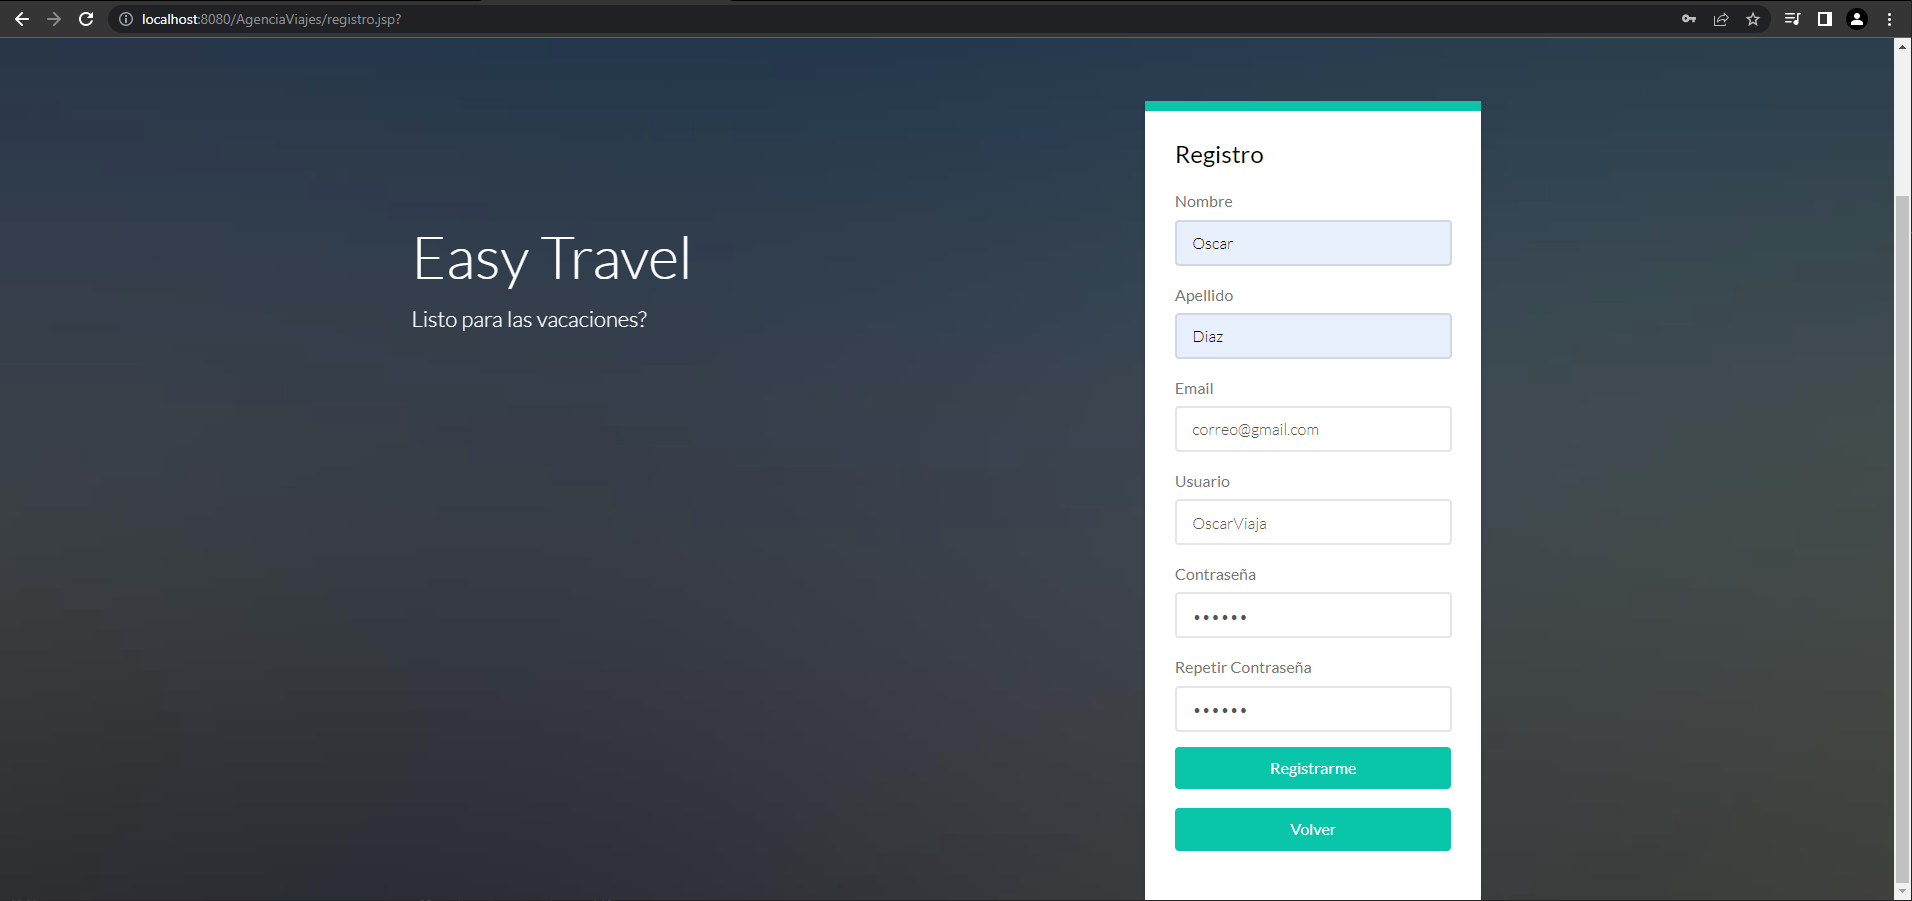 localhost:8080/AgenciaViajes/registro.jsp?
Easy Travel
Listo para las vacaciones?
Registro
Nombre
Oscar
Apellido
Diaz
Email
correo@gmail.com
Usuario
OscarViaja
Contraseña
••••••
Repetir Contraseña
••••••
Registrarme
Volver